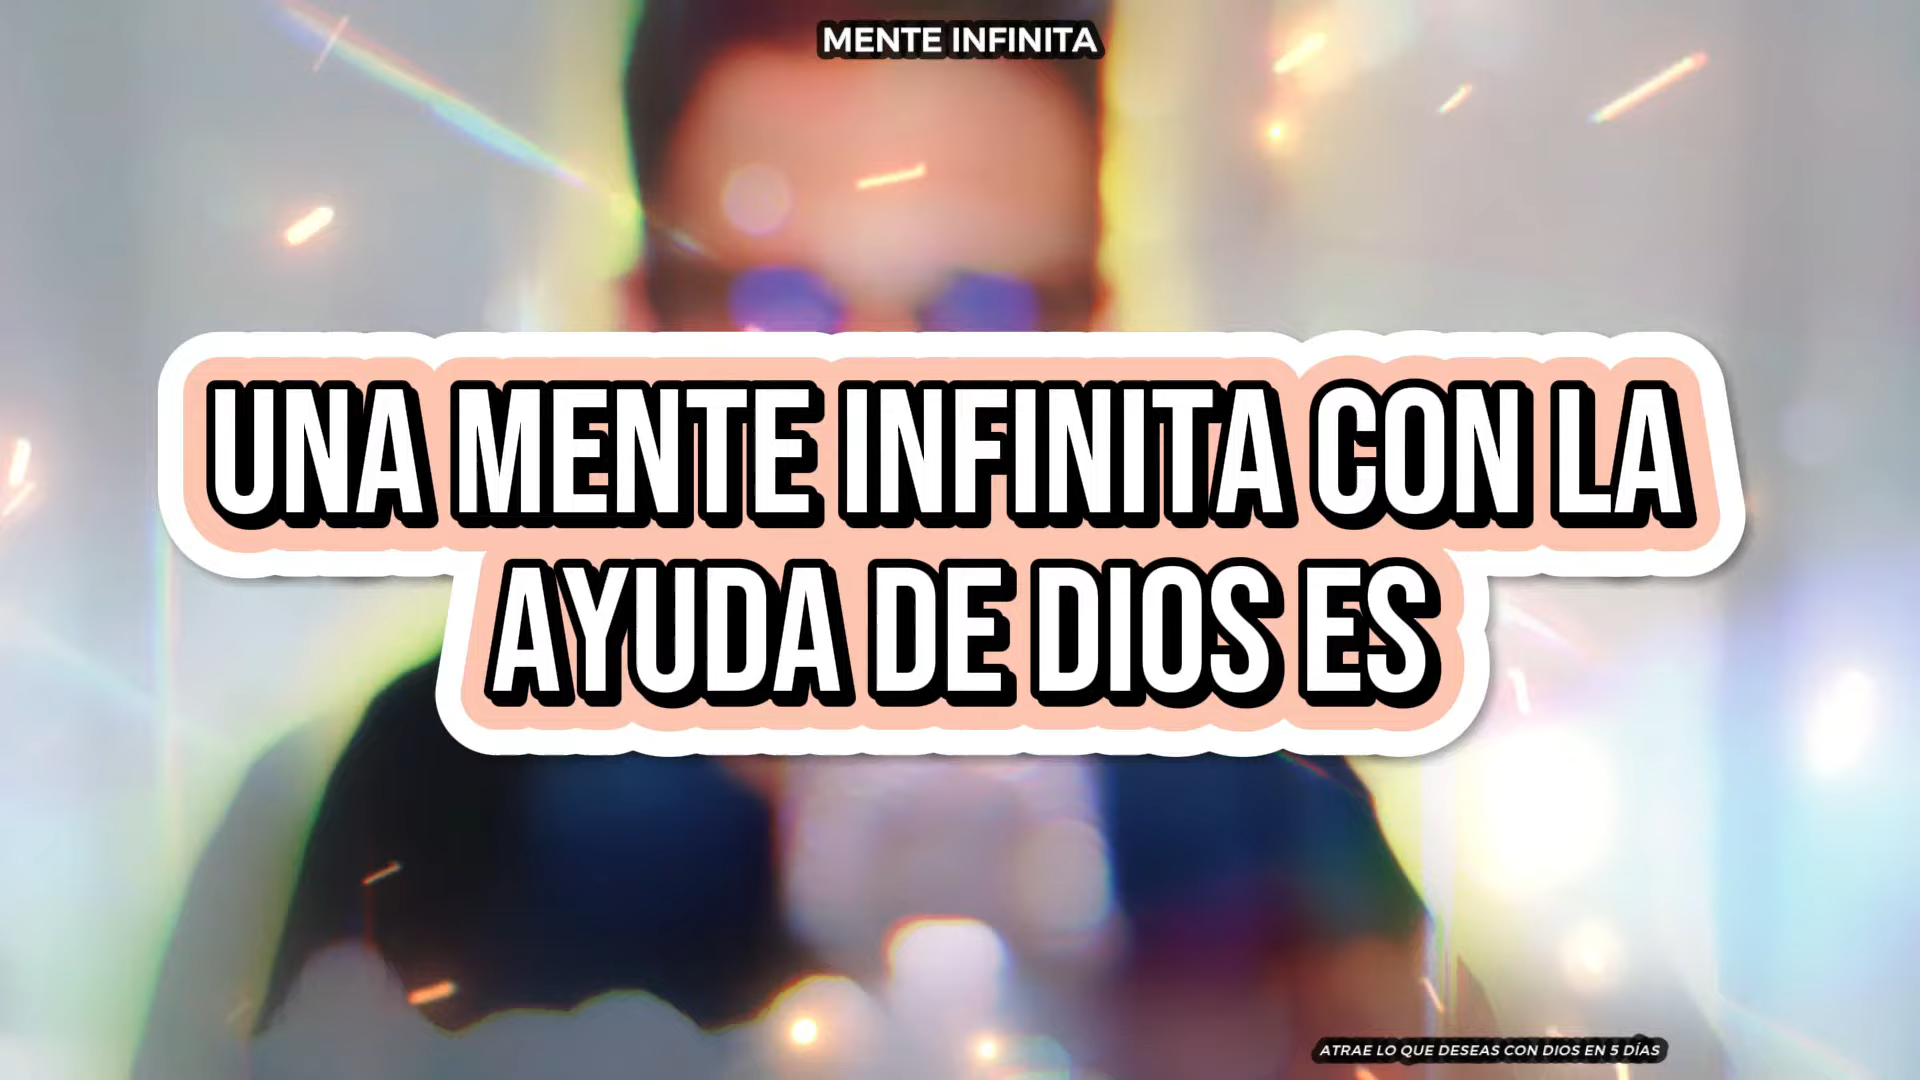 MENTE INFINITA
UNA MENTE INFINITA CON LA
AYUDA DE DIOS ES
ATRAE LO QUE DESEAS CON DIOS EN 5 DÍAS